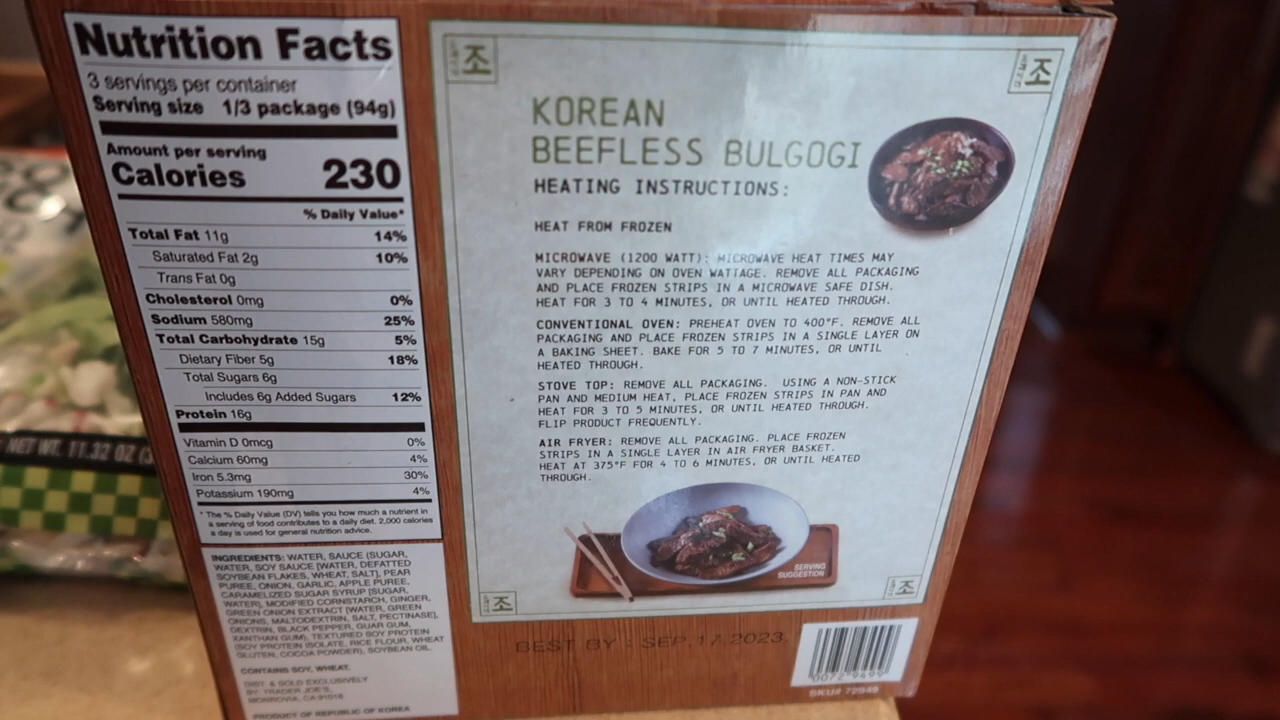 Nutrition Facts
3 servings per container
Serving size 1/3 package (94g)
Amount per serving
Calories 230
% Daily Value*
Total Fat 11g 14%
Saturated Fat 2g 10%
Trans Fat 0g
Cholesterol 0mg 0%
Sodium 580mg 25%
Total Carbohydrate 15g 5%
Dietary Fiber 5g 18%
Total Sugars 6g
Includes 6g Added Sugars 12%
Protein 16g
Vitamin D 0mcg 0%
Calcium 60mg 4%
Iron 5.3mg 30%
Potassium 190mg 4%
* The % Daily Value (DV) tells you how much a nutrient in
a serving of food contributes to a daily diet. 2,000 calories
a day is used for general nutrition advice.
INGREDIENTS: WATER, SAUCE (SUGAR,
WATER, SOY SAUCE [WATER, DEFATTED
SOYBEAN FLAKES, WHEAT, SALT], PEAR
PUREE, ONION, GARLIC, APPLE PUREE,
CARAMELIZED SUGAR SYRUP [SUGAR,
WATER], MODIFIED CORNSTARCH, GINGER,
GREEN ONION EXTRACT [WATER, GREEN
ONIONS, MALTODEXTRIN, SALT, PECTINASE],
DEXTRIN, BLACK PEPPER, GUAR GUM,
XANTHAN GUM), TEXTURED SOY PROTEIN
(SOY PROTEIN ISOLATE, RICE FLOUR, WHEAT
GLUTEN, COCOA POWDER), SOYBEAN OIL.
CONTAINS SOY, WHEAT.
DIST. & SOLD EXCLUSIVELY
BY: TRADER JOE'S,
MONROVIA, CA 91016
PRODUCT OF REPUBLIC OF KOREA
조
조
KOREAN
BEEFLESS BULGOGI
HEATING INSTRUCTIONS:
HEAT FROM FROZEN
MICROWAVE (1200 WATT): MICROWAVE HEAT TIMES MAY
VARY DEPENDING ON OVEN WATTAGE. REMOVE ALL PACKAGING
AND PLACE FROZEN STRIPS IN A MICROWAVE SAFE DISH.
HEAT FOR 3 TO 4 MINUTES, OR UNTIL HEATED THROUGH.
CONVENTIONAL OVEN: PREHEAT OVEN TO 400°F. REMOVE ALL
PACKAGING AND PLACE FROZEN STRIPS IN A SINGLE LAYER ON
A BAKING SHEET. BAKE FOR 5 TO 7 MINUTES, OR UNTIL
HEATED THROUGH.
STOVE TOP: REMOVE ALL PACKAGING. USING A NON-STICK
PAN AND MEDIUM HEAT, PLACE FROZEN STRIPS IN PAN AND
HEAT FOR 3 TO 5 MINUTES, OR UNTIL HEATED THROUGH.
FLIP PRODUCT FREQUENTLY.
AIR FRYER: REMOVE ALL PACKAGING. PLACE FROZEN
STRIPS IN A SINGLE LAYER IN AIR FRYER BASKET.
HEAT AT 375°F FOR 4 TO 6 MINUTES, OR UNTIL HEATED
THROUGH.
SERVING
SUGGESTION
조
조
BEST BY : SEP 17, 2023,
SKU# 72949
NET WT. 11.32 OZ